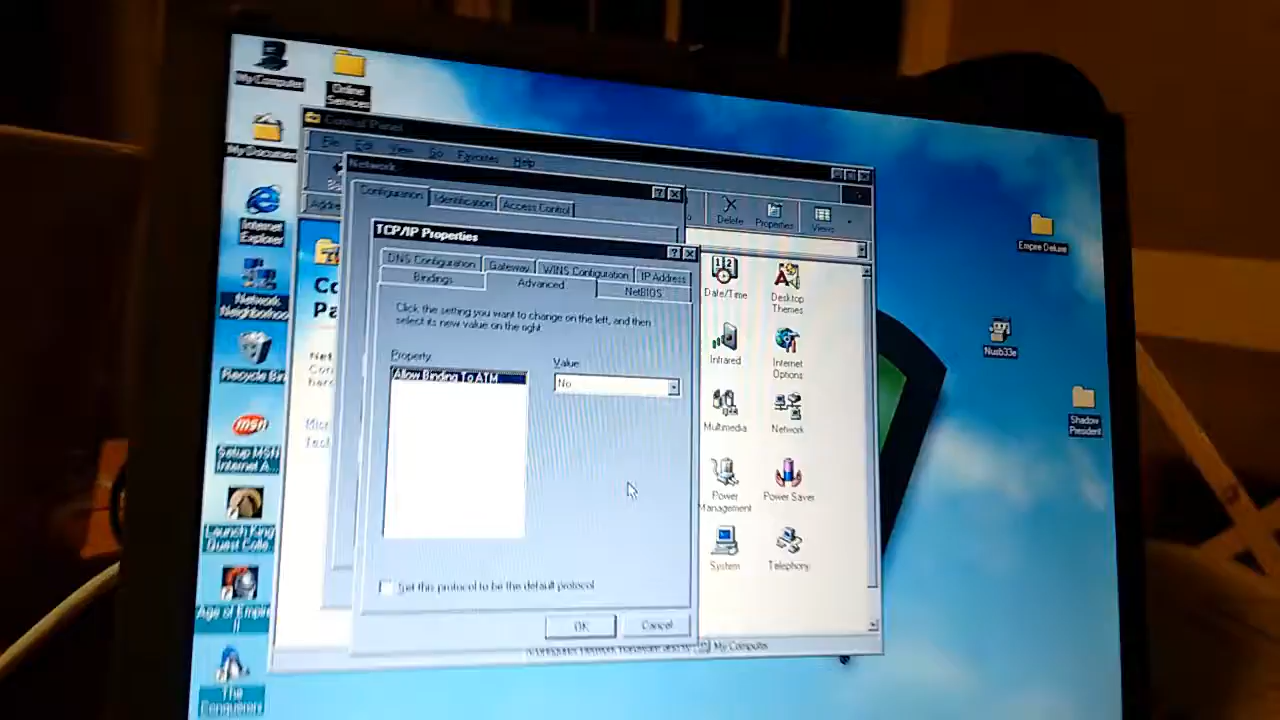 My Computer
Online
Services
Control Panel
File Edit View Go Favorites Help
Network
Configuration Identification Access Control
Delete Properties Views
TCP/IP Properties
DNS Configuration Gateway WINS Configuration IP Address
Bindings Advanced NetBIOS
Click the setting you want to change on the left, and then
select its new value on the right.
Property
Value
Allow Binding To ATM
No
Set this protocol to be the default protocol
OK
Cancel
My Computer
Internet
Explorer
Network
Neighborhood
Recycle Bin
msn
Setup MSN
Internet A...
Launch King
Quest Colle
Age of Empire
II
The
Conquerors
Date/Time
Desktop
Themes
Infrared
Internet
Options
Multimedia
Network
Power
Management
Power Saver
System
Telephony
Empire Deluxe
Nusb33e
Shadow
President